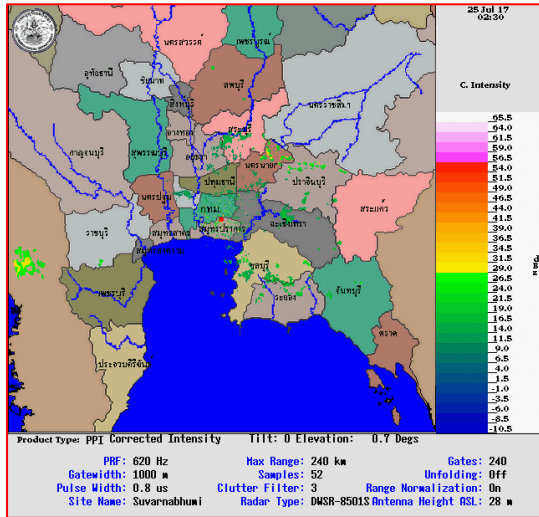 25 Jul 17
02:30
C. Intensity
65.5
64.0
61.5
59.0
56.5
54.0
51.5
49.0
46.5
44.0
41.5
39.0
36.5
34.0
31.5
29.0
26.5
24.0
21.5
19.0
16.5
14.0
11.5
9.0
6.5
4.0
1.5
-1.0
-3.5
-6.0
-8.5
-10.5
นครสวรรค์
เพชรบูรณ์
อุทัยธานี
ชัยนาท
ลพบุรี
สิงห์บุรี
นครราชสีมา
อ่างทอง
สระบุรี
กาญจนบุรี
สุพรรณบุรี
อยุธยา
นครนายก
ปราจีนบุรี
ปทุมธานี
นครปฐม
กทม.
สระแก้ว
ฉะเชิงเทรา
ราชบุรี
สมุทรสาคร
สมุทรปราการ
สมุทรสงคราม
ชลบุรี
เพชรบุรี
ระยอง
จันทบุรี
ตราด
ประจวบคีรีขันธ์
Product Type: PPI Corrected Intensity Tilt: 0 Elevation: 0.7 Degs
PRF: 620 Hz Max Range: 240 km Gates: 240
Gatewidth: 1000 m Samples: 52 Unfolding: Off
Pulse Width: 0.8 us Clutter Filter: 3 Range Normalization: On
Site Name: Suvarnabhumi Radar Type: DWSR-8501S Antenna Height ASL: 28 m